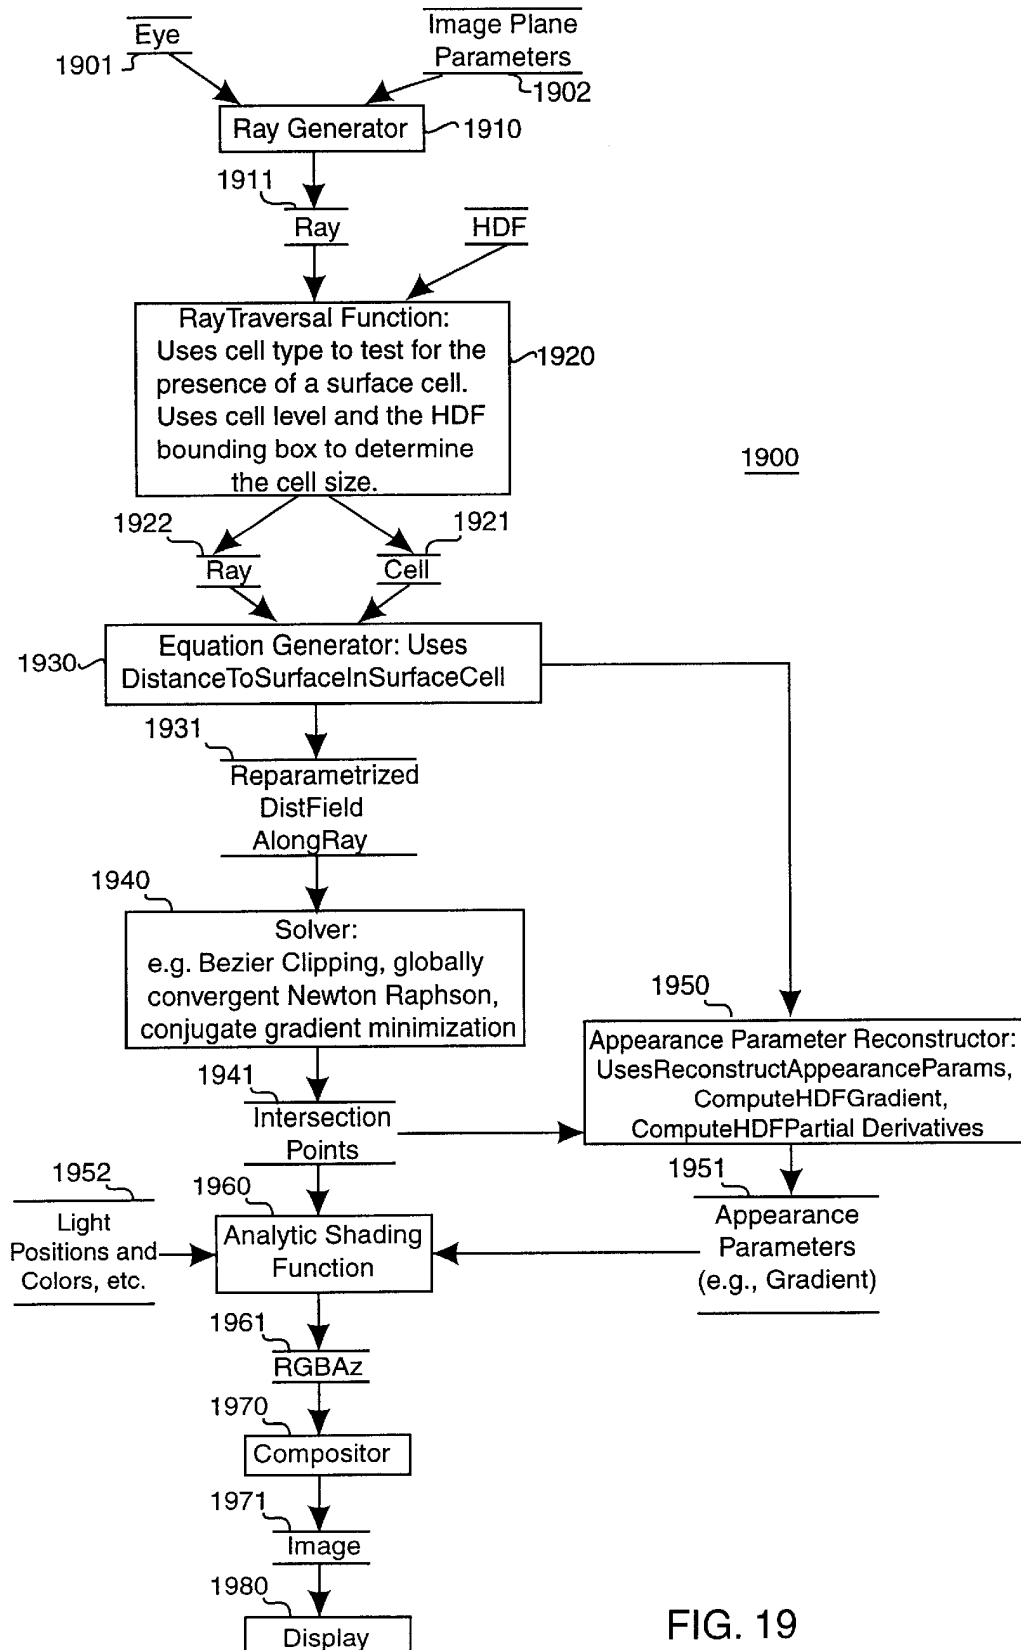 Eye
1901
Image Plane
Parameters
1902
Ray Generator
1910
1911
Ray
HDF
RayTraversal Function:
Uses cell type to test for the
presence of a surface cell.
Uses cell level and the HDF
bounding box to determine
the cell size.
1920
1900
1922
Ray
1921
Cell
1930
Equation Generator: Uses
DistanceToSurfaceInSurfaceCell
1931
Reparametrized
DistField
AlongRay
1940
Solver:
e.g. Bezier Clipping, globally
convergent Newton Raphson,
conjugate gradient minimization
1950
Appearance Parameter Reconstructor:
UsesReconstructAppearanceParams,
ComputeHDFGradient,
ComputeHDFPartial Derivatives
1941
Intersection
Points
1951
Appearance
Parameters
(e.g., Gradient)
1952
Light
Positions and
Colors, etc.
1960
Analytic Shading
Function
1961
RGBAz
1970
Compositor
1971
Image
1980
Display
FIG. 19